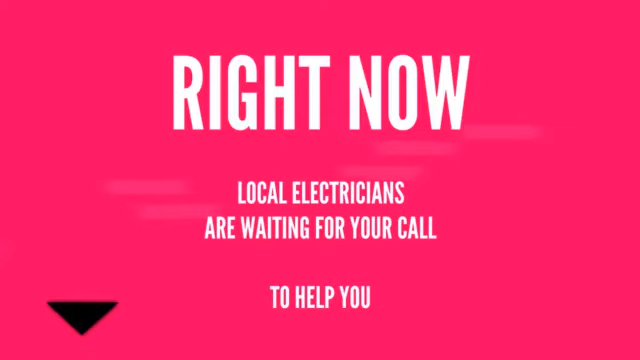 RIGHT NOW
LOCAL ELECTRICIANS
ARE WAITING FOR YOUR CALL
TO HELP YOU